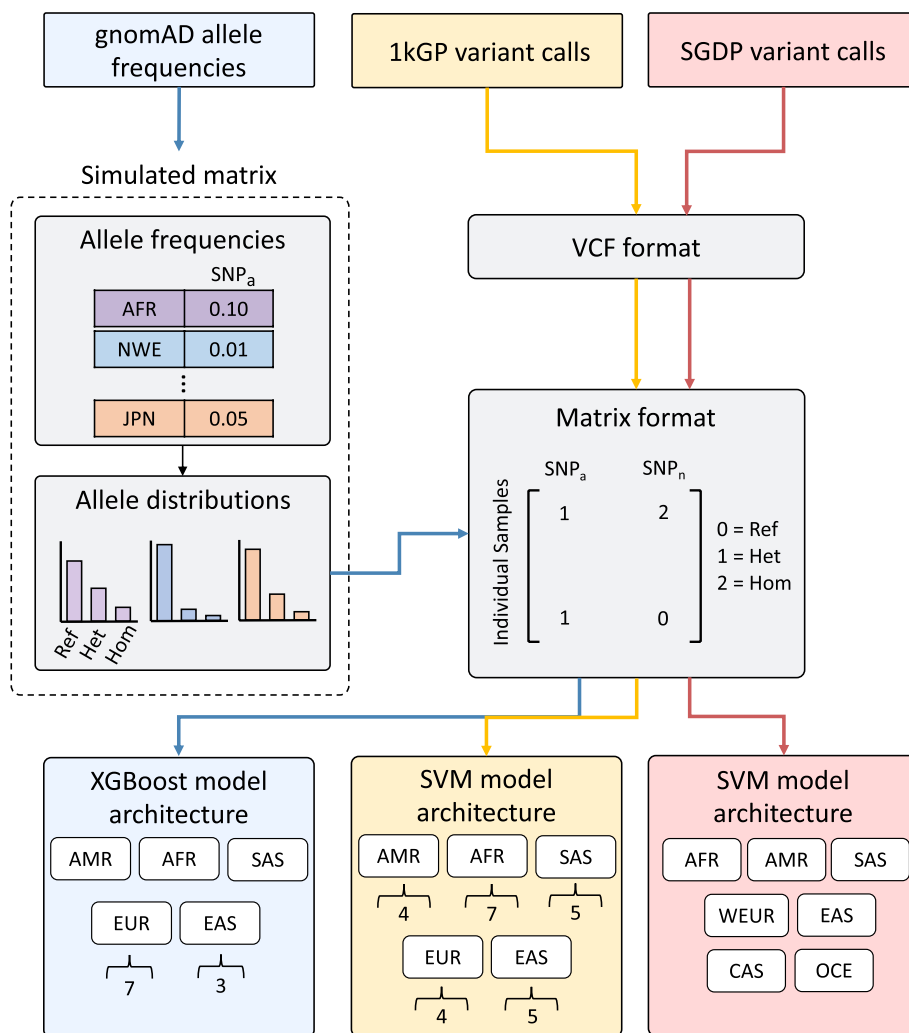 gnomAD allele
frequencies
1kGP variant calls
SGDP variant calls
Simulated matrix
Allele frequencies
SNPa
AFR 0.10
NWE 0.01
⋮
JPN 0.05
Allele distributions
Ref Het Hom
VCF format
Matrix format
SNPa SNPn
Individual Samples
1 2
1 0
0 = Ref
1 = Het
2 = Hom
XGBoost model
architecture
AMR AFR SAS
EUR EAS
7 3
SVM model
architecture
AMR AFR SAS
4 7 5
EUR EAS
4 5
SVM model
architecture
AFR AMR SAS
WEUR EAS
CAS OCE